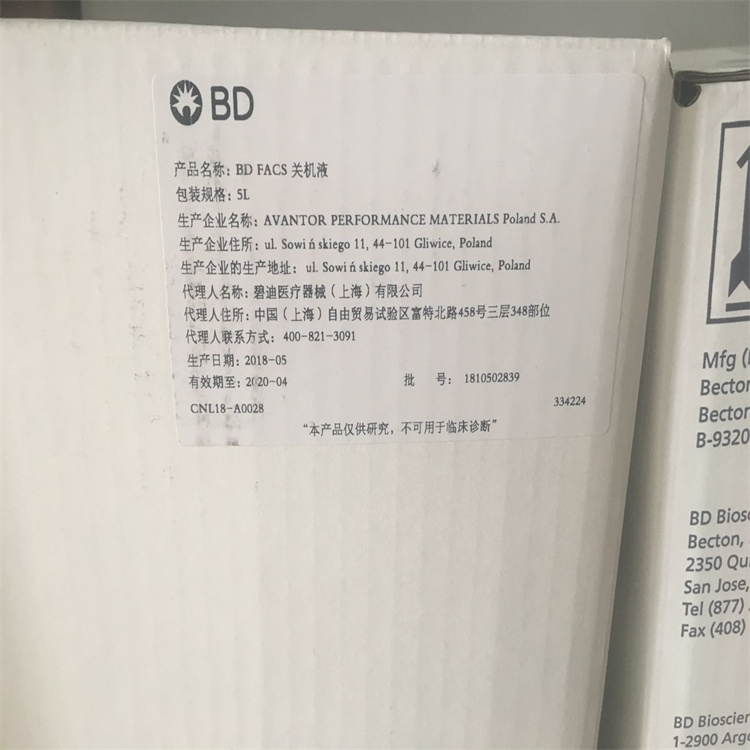 BD
产品名称：BD FACS 关机液
包装规格：5L
生产企业名称：AVANTOR PERFORMANCE MATERIALS Poland S.A.
生产企业住所：ul. Sowiń skiego 11, 44-101 Gliwice, Poland
生产企业的生产地址：ul. Sowiń skiego 11, 44-101 Gliwice, Poland
代理人名称：碧迪医疗器械（上海）有限公司
代理人住所：中国（上海）自由贸易试验区富特北路458号三层348部位
代理人联系方式：400-821-3091
生产日期：2018-05
有效期至：2020-04 批 号：1810502839
CNL18-A0028 334224
“本产品仅供研究，不可用于临床诊断”
Mfg
Becton
B-9320
BD Biosc
Becton,
2350 Qu
San Jose,
Tel (877)
Fax (408)
BD Bioscien
1-2900 Arge